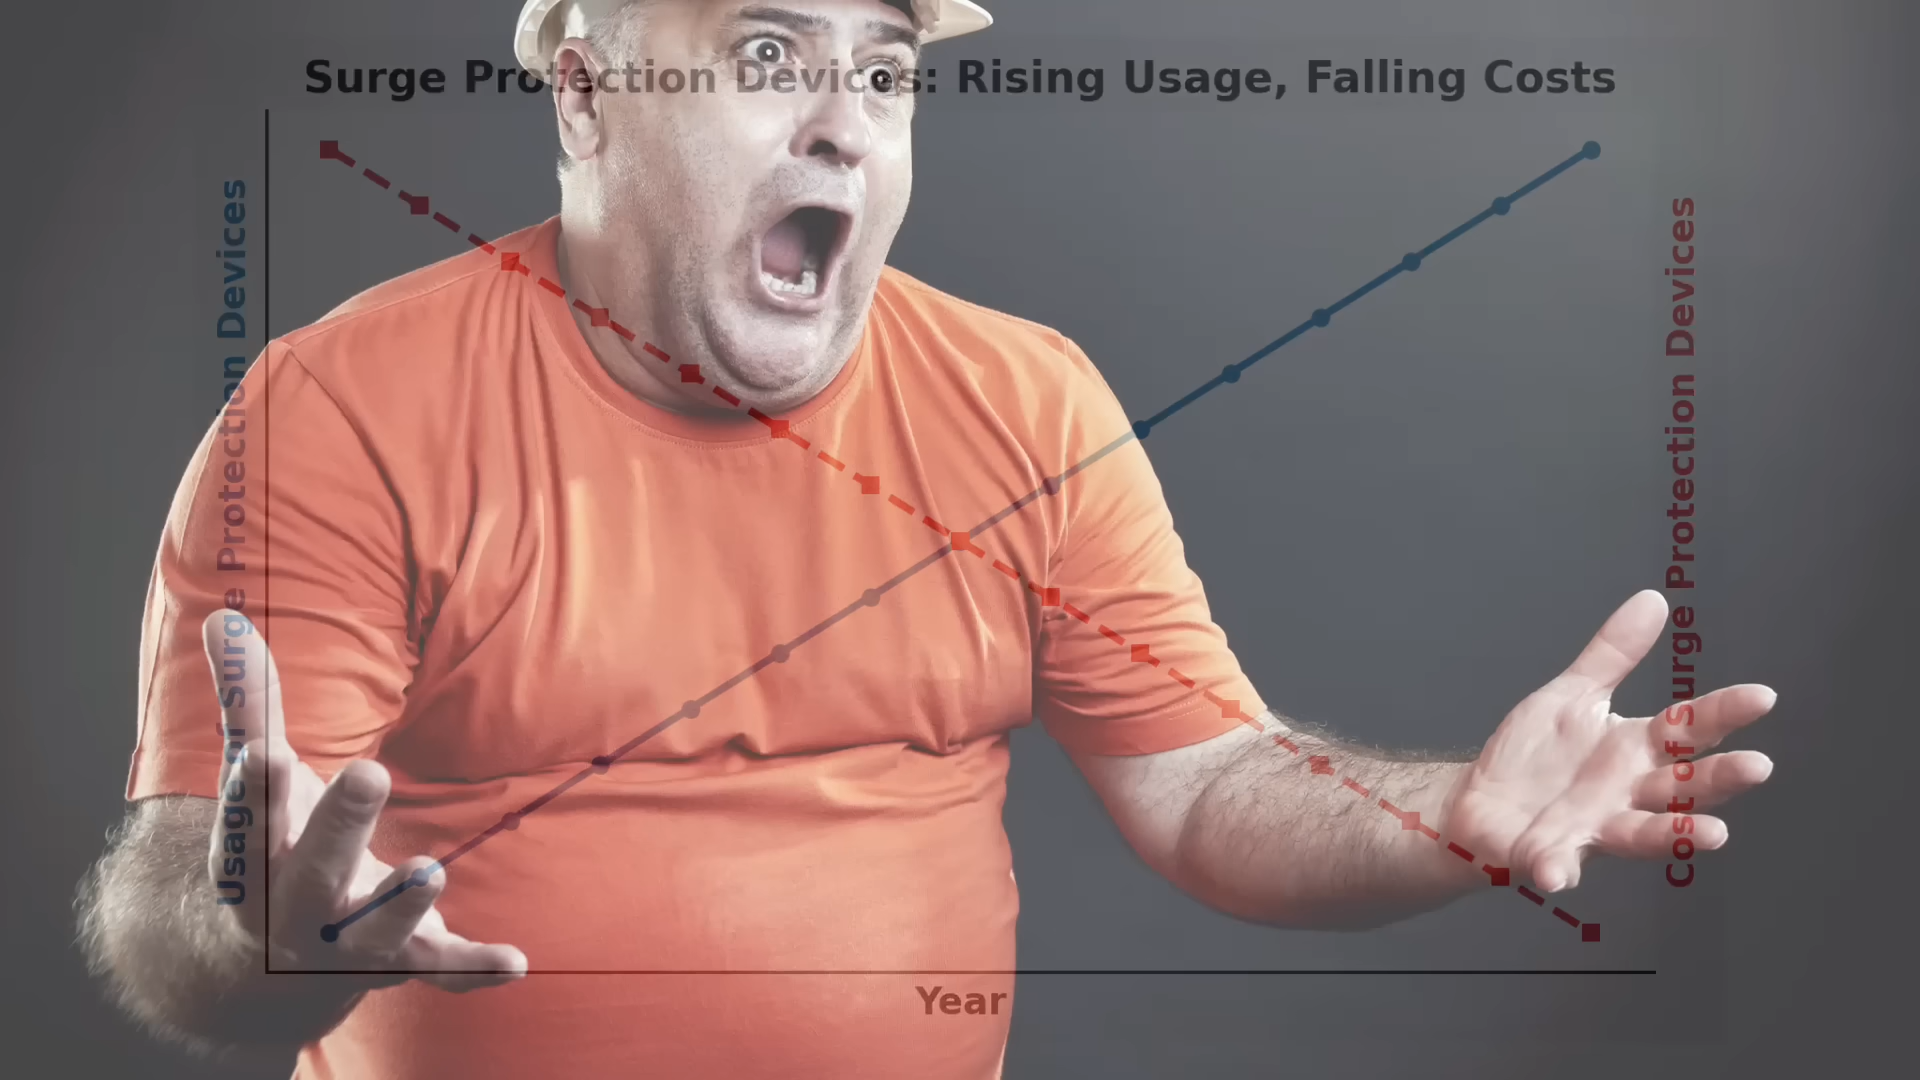 Surge Protection Devices: Rising Usage, Falling Costs
Usage of Surge Protection Devices
Cost of Surge Protection Devices
Year